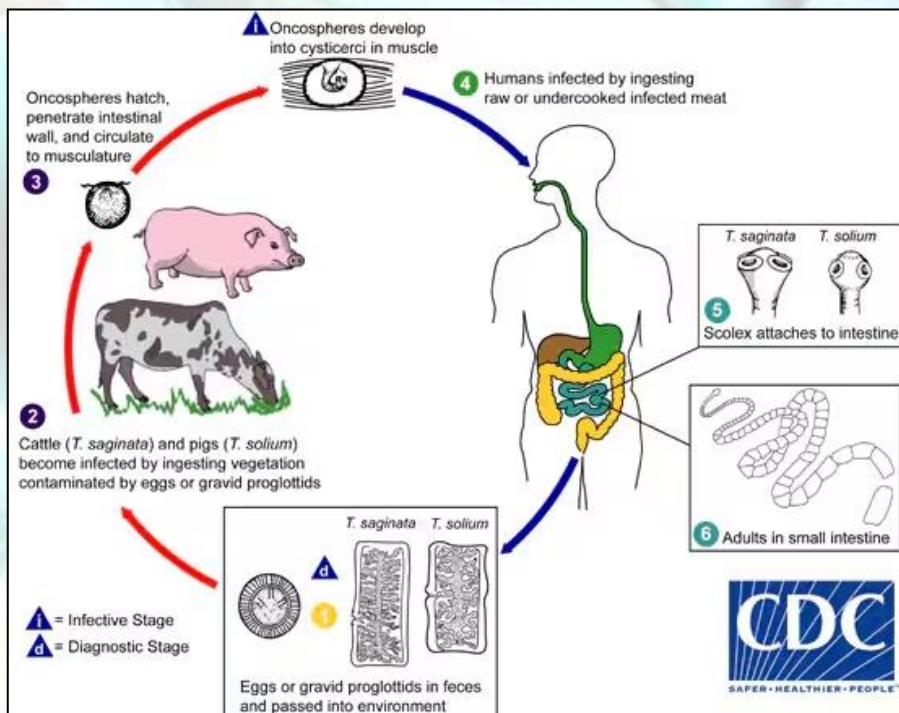 i Oncospheres develop
into cysticerci in muscle
4 Humans infected by ingesting
raw or undercooked infected meat
Oncospheres hatch,
penetrate intestinal
wall, and circulate
to musculature
3
T. saginata T. solium
5
Scolex attaches to intestine
2
Cattle (T. saginata) and pigs (T. solium)
become infected by ingesting vegetation
contaminated by eggs or gravid proglottids
6 Adults in small intestine
T. saginata T. solium
d
1
Eggs or gravid proglottids in feces
and passed into environment
i = Infective Stage
d = Diagnostic Stage
CDC
SAFER•HEALTHIER•PEOPLE™